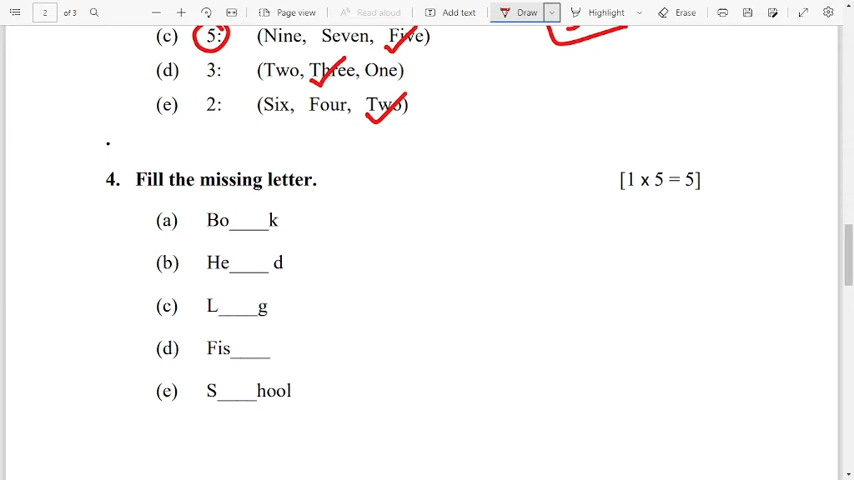 2 of 3 Page view Read aloud Add text Draw Highlight Erase
(c) 5: (Nine, Seven, Five)
(d) 3: (Two, Three, One)
(e) 2: (Six, Four, Two)
.
4. Fill the missing letter. [1 x 5 = 5]
(a) Bo____k
(b) He____ d
(c) L____g
(d) Fis____
(e) S____hool